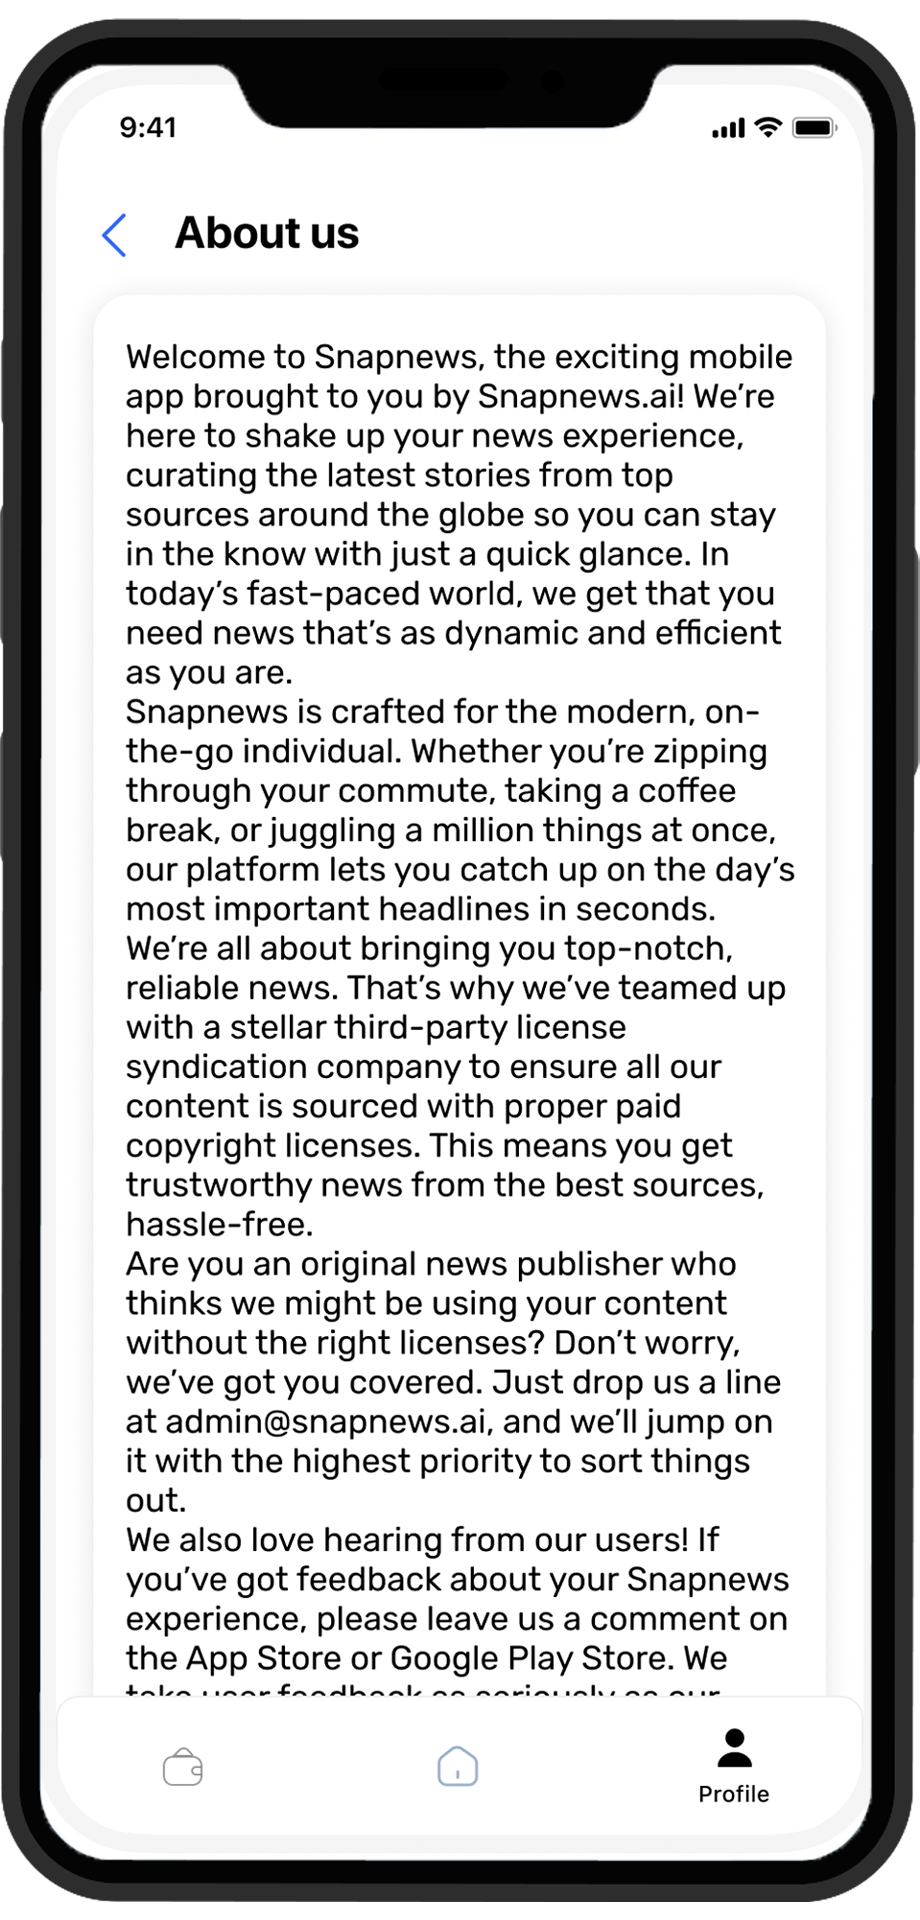 9:41
About us
Welcome to Snapnews, the exciting mobile
app brought to you by Snapnews.ai! We’re
here to shake up your news experience,
curating the latest stories from top
sources around the globe so you can stay
in the know with just a quick glance. In
today’s fast-paced world, we get that you
need news that’s as dynamic and efficient
as you are.
Snapnews is crafted for the modern, on-
the-go individual. Whether you’re zipping
through your commute, taking a coffee
break, or juggling a million things at once,
our platform lets you catch up on the day’s
most important headlines in seconds.
We’re all about bringing you top-notch,
reliable news. That’s why we’ve teamed up
with a stellar third-party license
syndication company to ensure all our
content is sourced with proper paid
copyright licenses. This means you get
trustworthy news from the best sources,
hassle-free.
Are you an original news publisher who
thinks we might be using your content
without the right licenses? Don’t worry,
we’ve got you covered. Just drop us a line
at admin@snapnews.ai, and we’ll jump on
it with the highest priority to sort things
out.
We also love hearing from our users! If
you’ve got feedback about your Snapnews
experience, please leave us a comment on
the App Store or Google Play Store. We
take user feedback as seriously as our
Profile